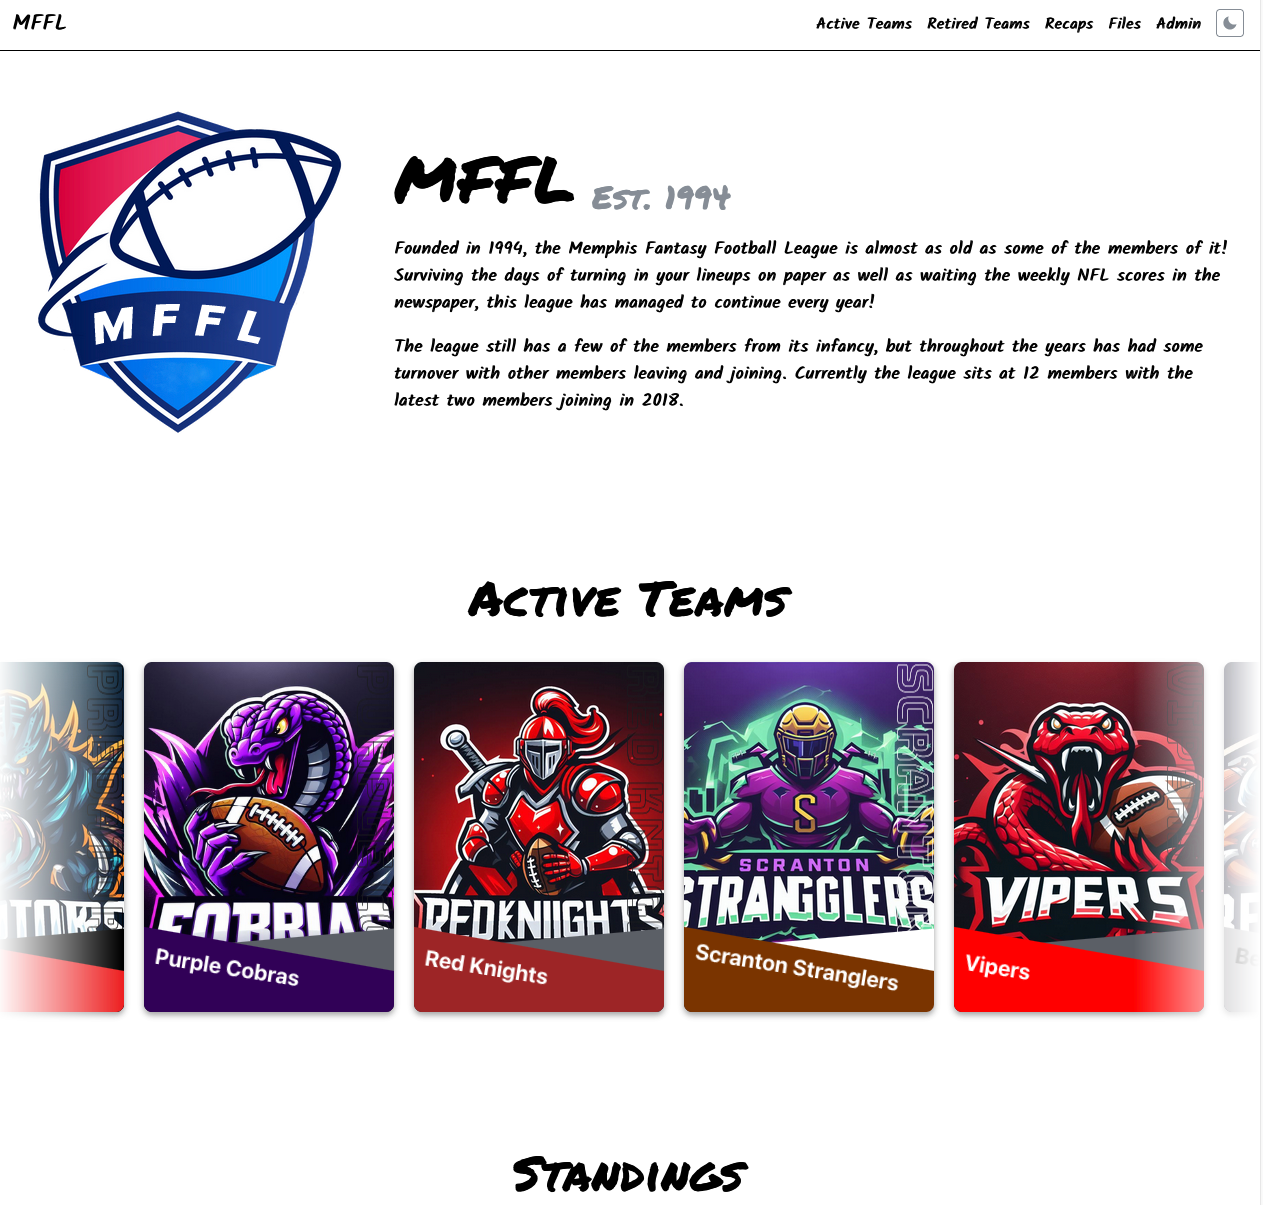 MFFL
Active Teams Retired Teams Recaps Files Admin
MFFL
MFFL Est. 1994
Founded in 1994, the Memphis Fantasy Football League is almost as old as some of the members of it!
Surviving the days of turning in your lineups on paper as well as waiting the weekly NFL scores in the
newspaper, this league has managed to continue every year!
The league still has a few of the members from its infancy, but throughout the years has had some
turnover with other members leaving and joining. Currently the league sits at 12 members with the
latest two members joining in 2018.
Active Teams
S
SCRANTON
STRANGGLERS
VIPERS
REDKNIIGHTS
Purple Cobras
Red Knights
Scranton Stranglers
Vipers
Standings